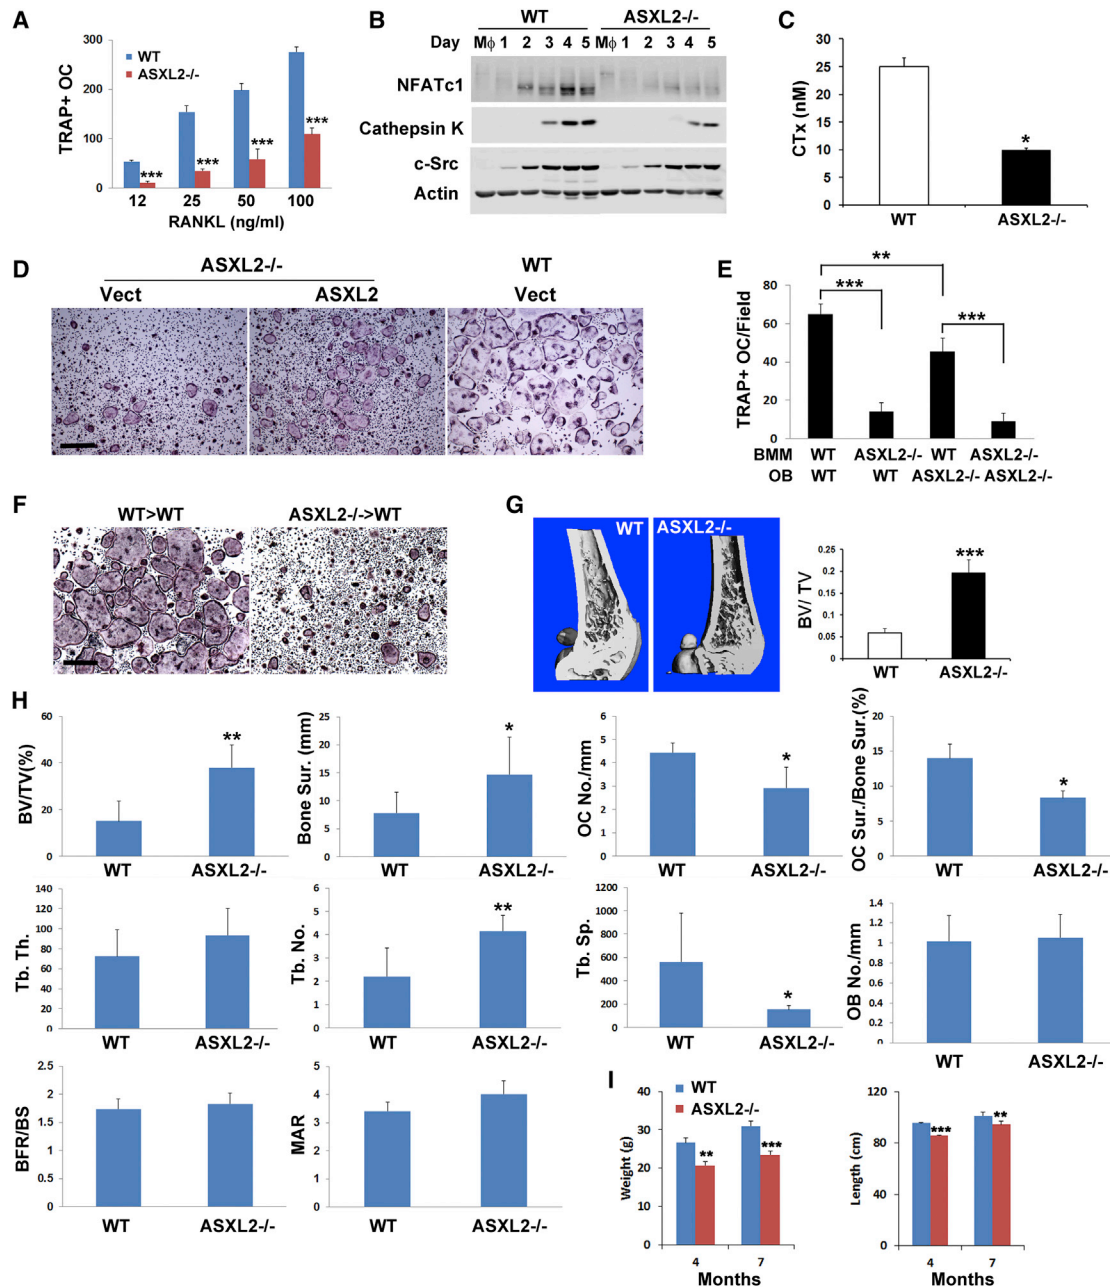 A
TRAP+ OC
300
200
100
0
WT
ASXL2-/-
***
***
***
***
12 25 50 100
RANKL (ng/ml)
B
WT ASXL2-/-
Day Mϕ 1 2 3 4 5 Mϕ 1 2 3 4 5
NFATc1
Cathepsin K
c-Src
Actin
C
CTx (nM)
30
25
20
15
10
5
0
*
WT ASXL2-/-
D
ASXL2-/- WT
Vect ASXL2 Vect
E
TRAP+ OC/Field
80
60
40
20
0
**
***
***
BMM WT ASXL2-/- WT ASXL2-/-
OB WT WT ASXL2-/- ASXL2-/-
F
WT>WT ASXL2-/->WT
G
WT ASXL2-/-
BV/ TV
0.25
0.2
0.15
0.1
0.05
0
***
WT ASXL2-/-
H
BV/TV(%)
60
40
20
0
**
WT ASXL2-/-
Bone Sur. (mm)
25
20
15
10
5
0
*
WT ASXL2-/-
OC No./mm
6
5
4
3
2
1
0
*
WT ASXL2-/-
OC Sur./Bone Sur.(%)
20
15
10
5
0
*
WT ASXL2-/-
Tb. Th.
140
120
100
80
60
40
20
0
WT ASXL2-/-
Tb. No.
6
5
4
3
2
1
0
**
WT ASXL2-/-
Tb. Sp.
1200
1000
800
600
400
200
0
*
WT ASXL2-/-
OB No./mm
1.4
1.2
1
0.8
0.6
0.4
0.2
0
WT ASXL2-/-
BFR/BS
2.5
2
1.5
1
0.5
0
WT ASXL2-/-
MAR
5
4
3
2
1
0
WT ASXL2-/-
I
WT
ASXL2-/-
Weight (g)
40
30
20
10
0
**
***
4 7
Months
Length (cm)
120
80
40
0
***
**
4 7
Months